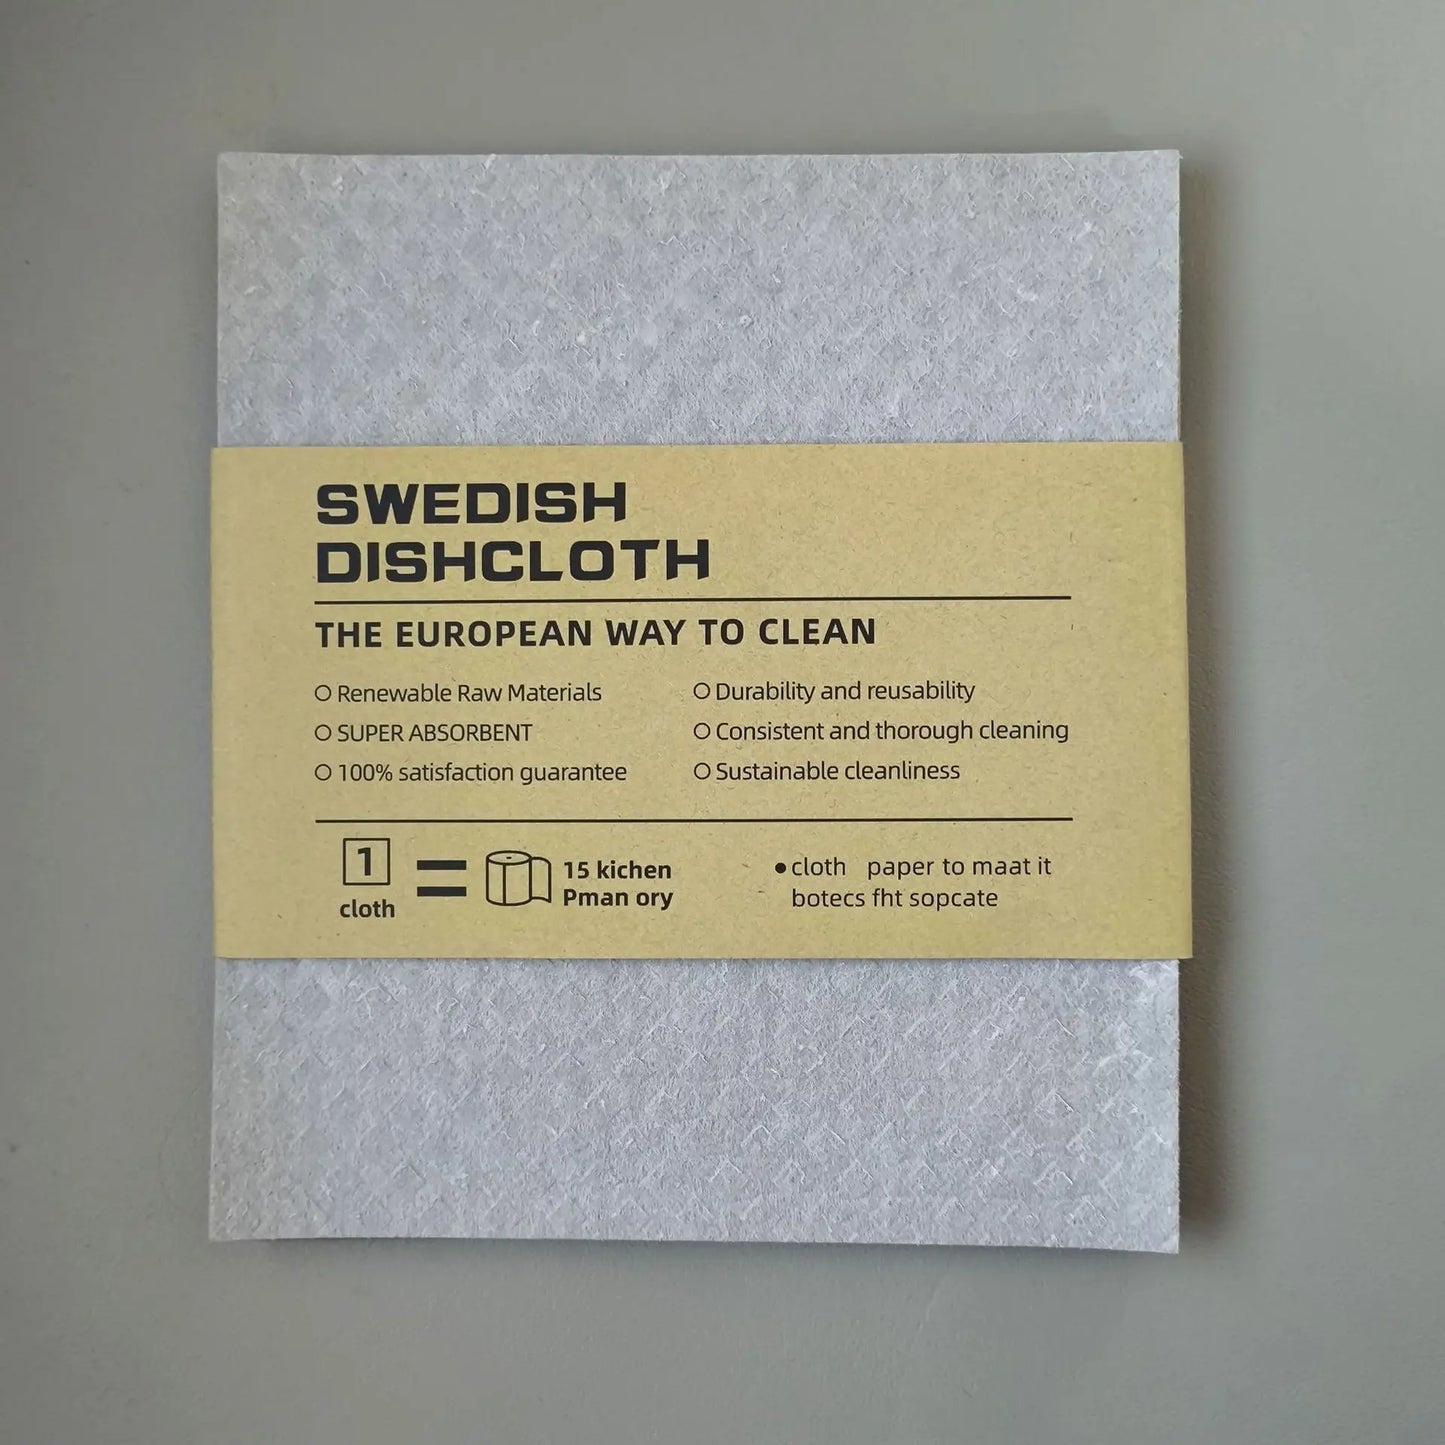 SWEDISH
DISHCLOTH
THE EUROPEAN WAY TO CLEAN
Renewable Raw Materials
SUPER ABSORBENT
100% satisfaction guarantee
Durability and reusability
Consistent and thorough cleaning
Sustainable cleanliness
1
cloth
15 kichen
Pman ory
cloth paper to maat it
botecs fht sopcate